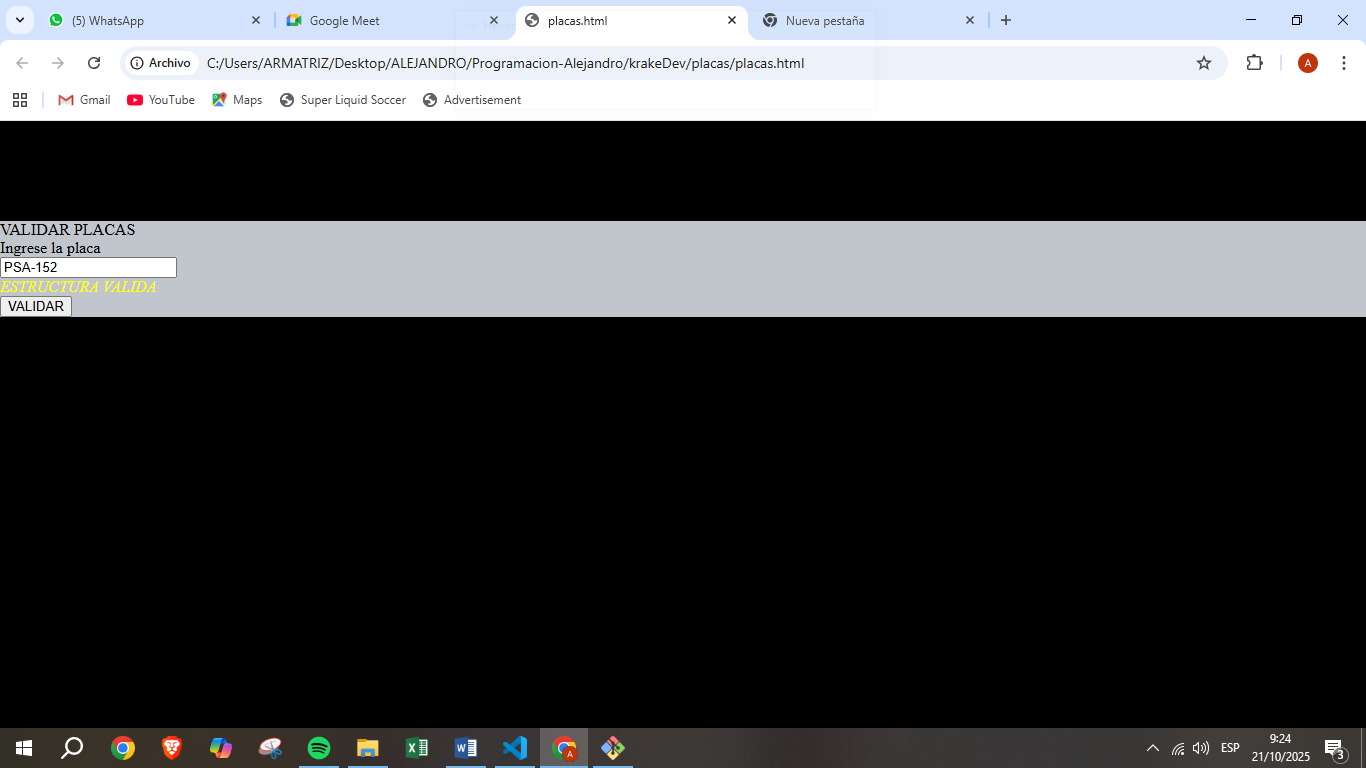 (5) WhatsApp
Google Meet
placas.html
Nueva pestaña
Archivo
C:/Users/ARMATRIZ/Desktop/ALEJANDRO/Programacion-Alejandro/krakeDev/placas/placas.html
A
Gmail
YouTube
Maps
Super Liquid Soccer
Advertisement
VALIDAR PLACAS
Ingrese la placa
PSA-152
ESTRUCTURA VALIDA
VALIDAR
A
ESP
9:24
21/10/2025
3